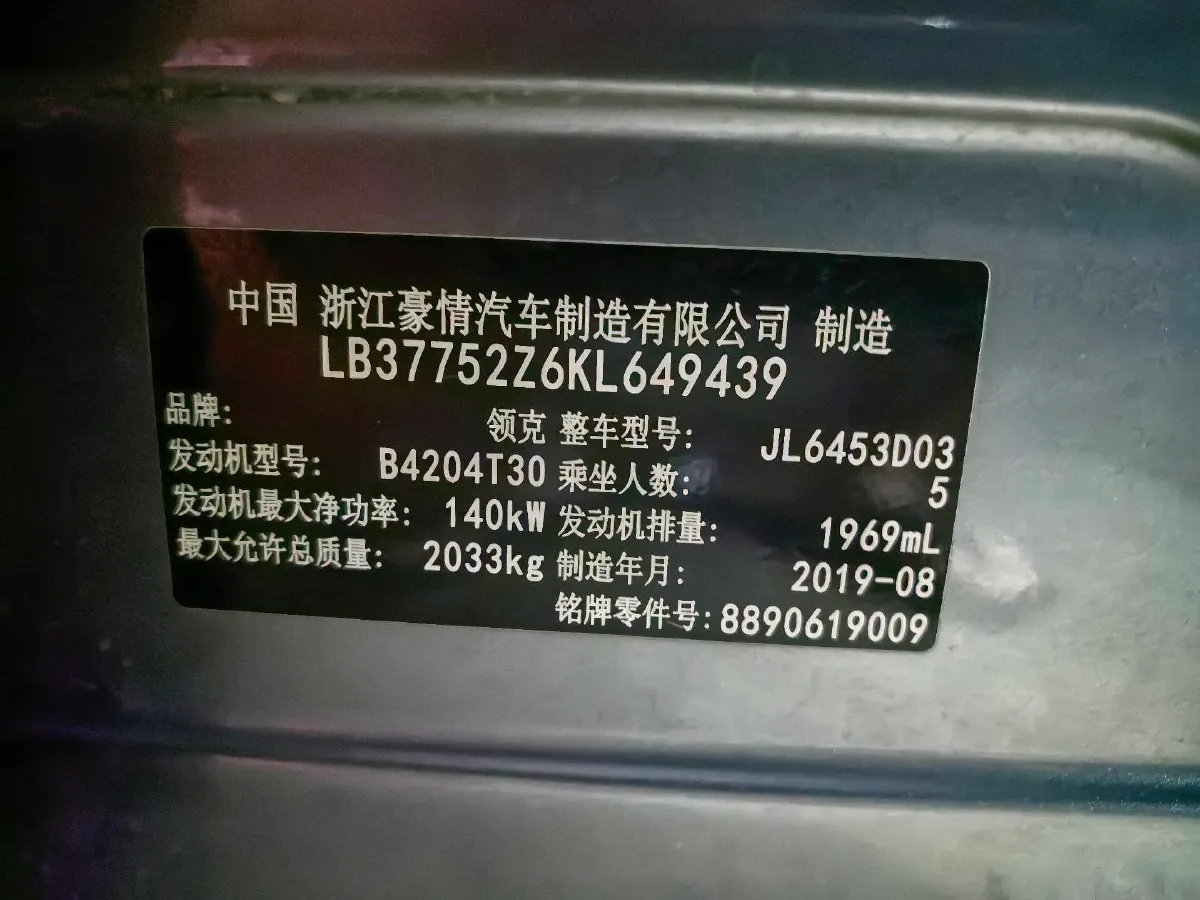 中国 浙江豪情汽车制造有限公司 制造
LB37752Z6KL649439
品牌: 领克 整车型号: JL6453D03
发动机型号: B4204T30 乘坐人数: 5
发动机最大净功率: 140kW 发动机排量: 1969mL
最大允许总质量: 2033kg 制造年月: 2019-08
铭牌零件号: 8890619009